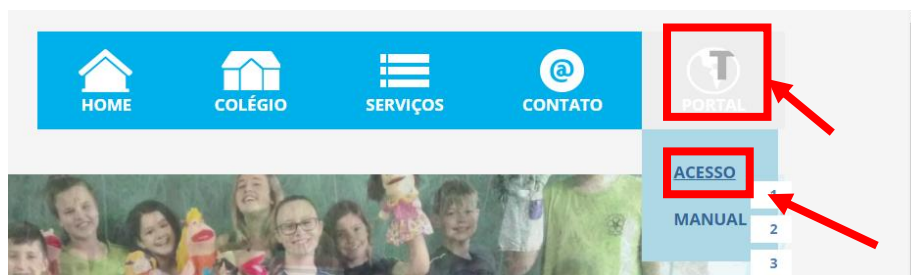 HOME COLÉGIO SERVIÇOS @ CONTATO T PORTAL
ACESSO
1
MANUAL
2
3